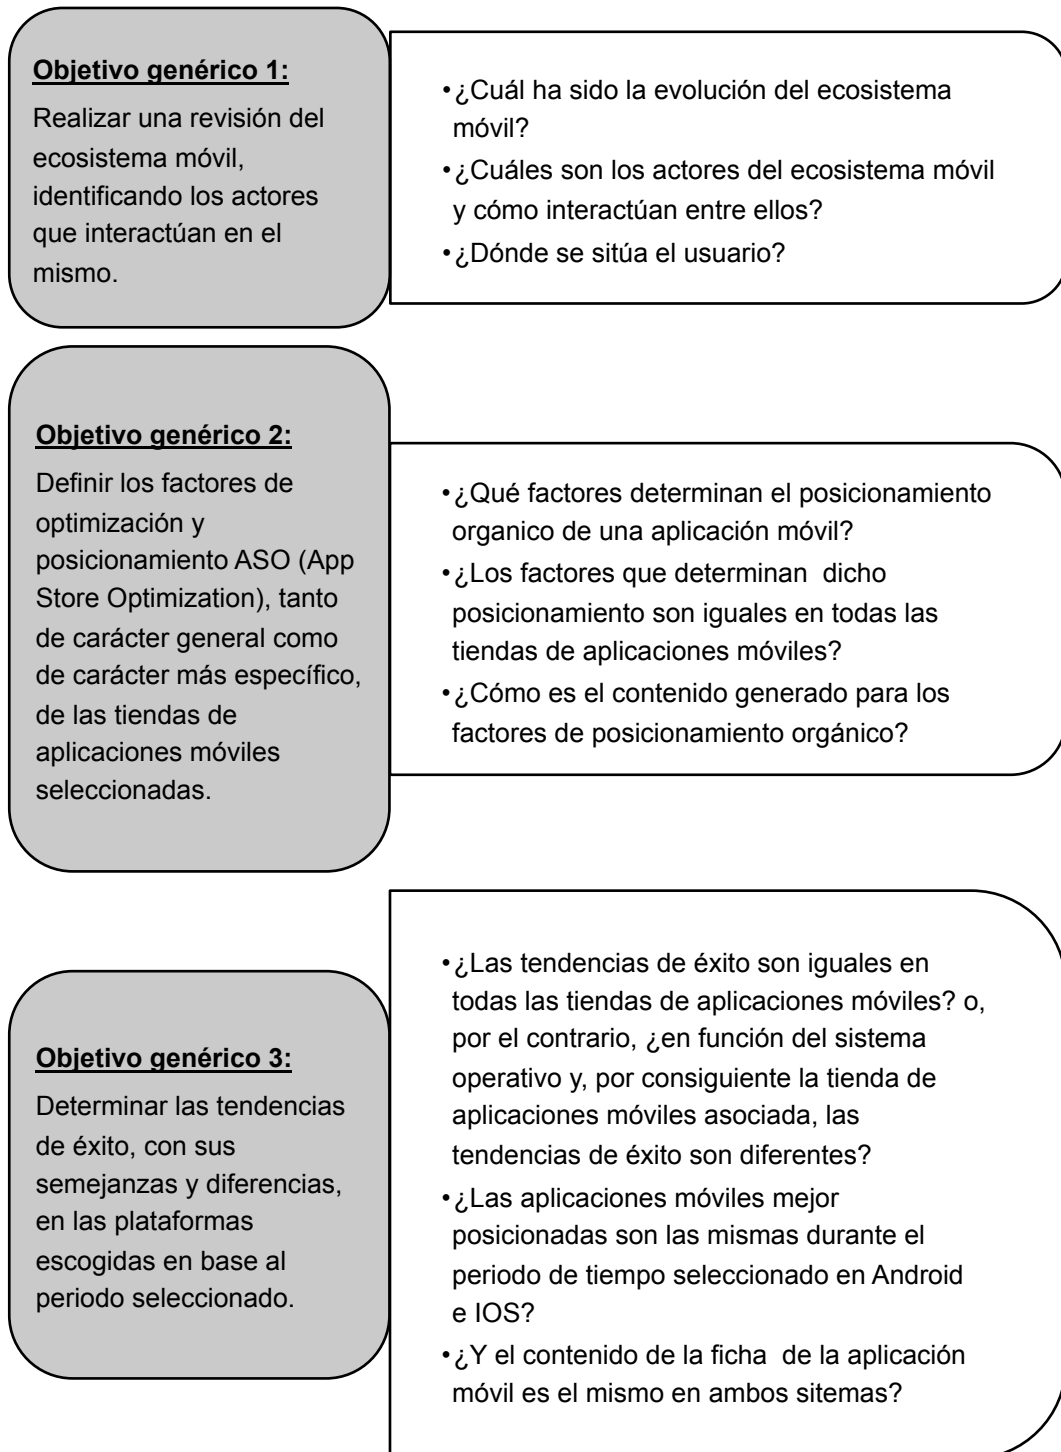 Objetivo genérico 1:
Realizar una revisión del
ecosistema móvil,
identificando los actores
que interactúan en el
mismo.
•¿Cuál ha sido la evolución del ecosistema
móvil?
•¿Cuáles son los actores del ecosistema móvil
y cómo interactúan entre ellos?
•¿Dónde se sitúa el usuario?
Objetivo genérico 2:
Definir los factores de
optimización y
posicionamiento ASO (App
Store Optimization), tanto
de carácter general como
de carácter más específico,
de las tiendas de
aplicaciones móviles
seleccionadas.
•¿Qué factores determinan el posicionamiento
organico de una aplicación móvil?
•¿Los factores que determinan dicho
posicionamiento son iguales en todas las
tiendas de aplicaciones móviles?
•¿Cómo es el contenido generado para los
factores de posicionamiento orgánico?
Objetivo genérico 3:
Determinar las tendencias
de éxito, con sus
semejanzas y diferencias,
en las plataformas
escogidas en base al
periodo seleccionado.
•¿Las tendencias de éxito son iguales en
todas las tiendas de aplicaciones móviles? o,
por el contrario, ¿en función del sistema
operativo y, por consiguiente la tienda de
aplicaciones móviles asociada, las
tendencias de éxito son diferentes?
•¿Las aplicaciones móviles mejor
posicionadas son las mismas durante el
periodo de tiempo seleccionado en Android
e IOS?
•¿Y el contenido de la ficha de la aplicación
móvil es el mismo en ambos sitemas?